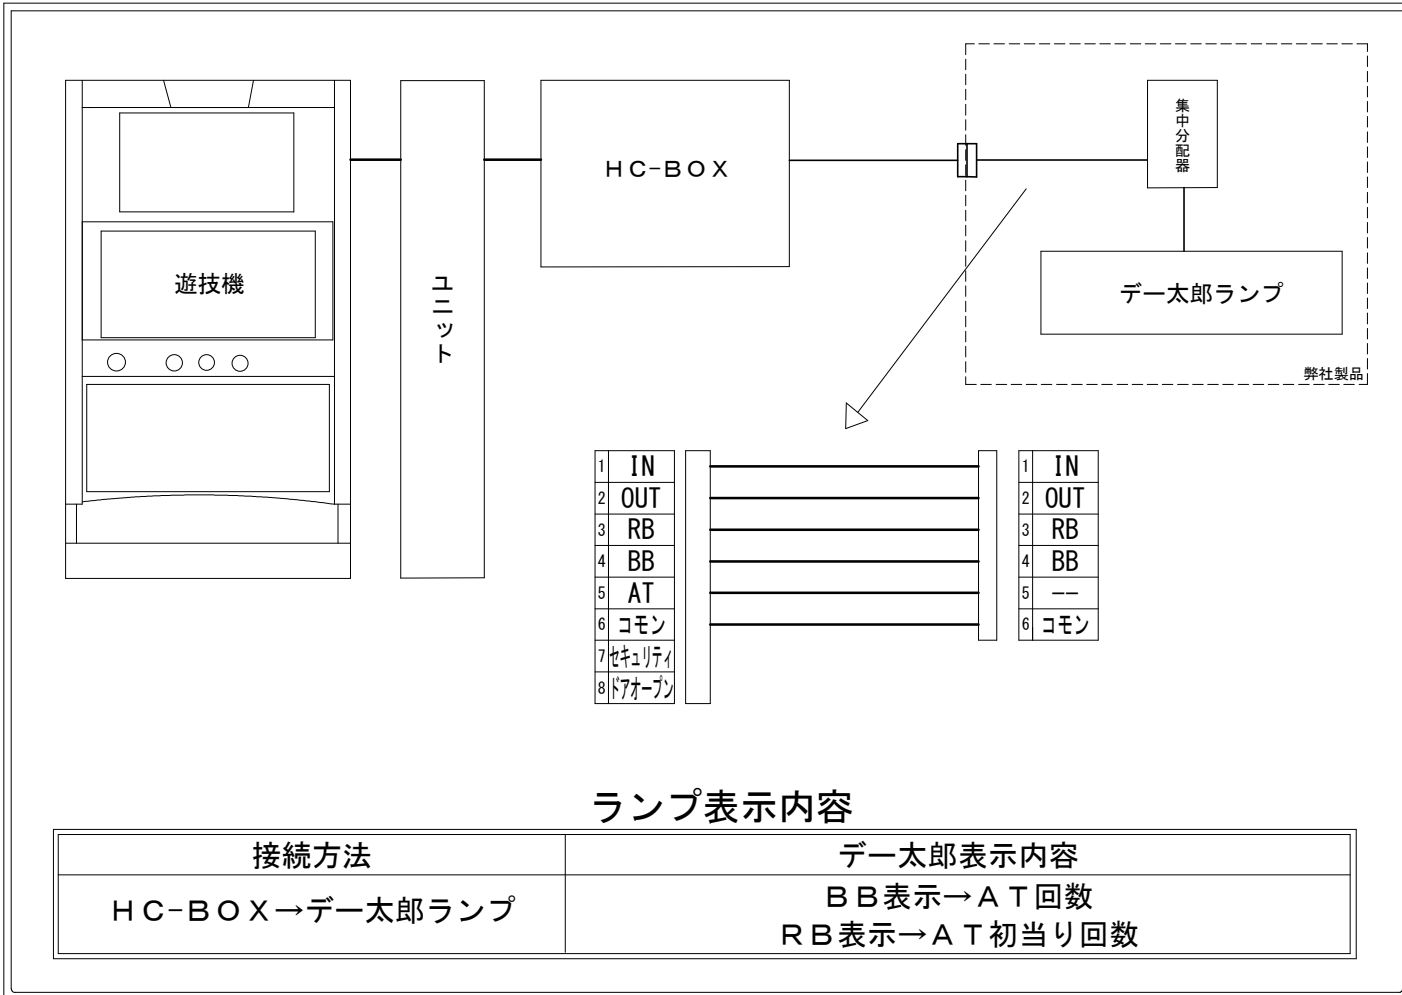 遊技機
ユニット
HC-BOX
集中分配器
デー太郎ランプ
弊社製品
1 IN
2 OUT
3 RB
4 BB
5 AT
6 コモン
7 セキュリティ
8 ドアオープン
1 IN
2 OUT
3 RB
4 BB
5 --
6 コモン
ランプ表示内容
接続方法 デー太郎表示内容
HC-BOX→デー太郎ランプ
BB表示→AT回数
RB表示→AT初当り回数